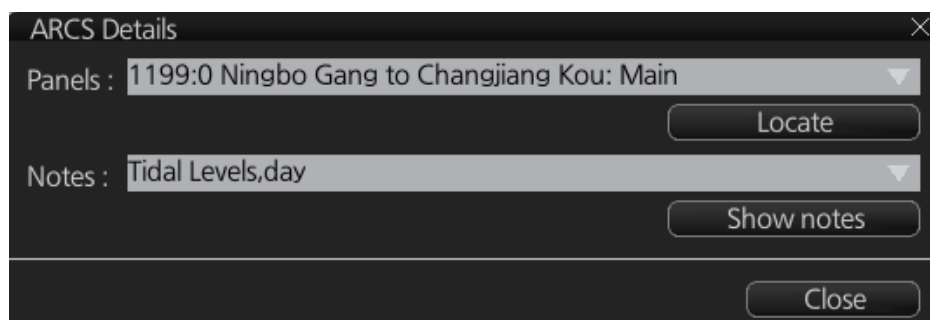 ARCS Details
Panels : 1199:0 Ningbo Gang to Changjiang Kou: Main
Locate
Notes : Tidal Levels,day
Show notes
Close